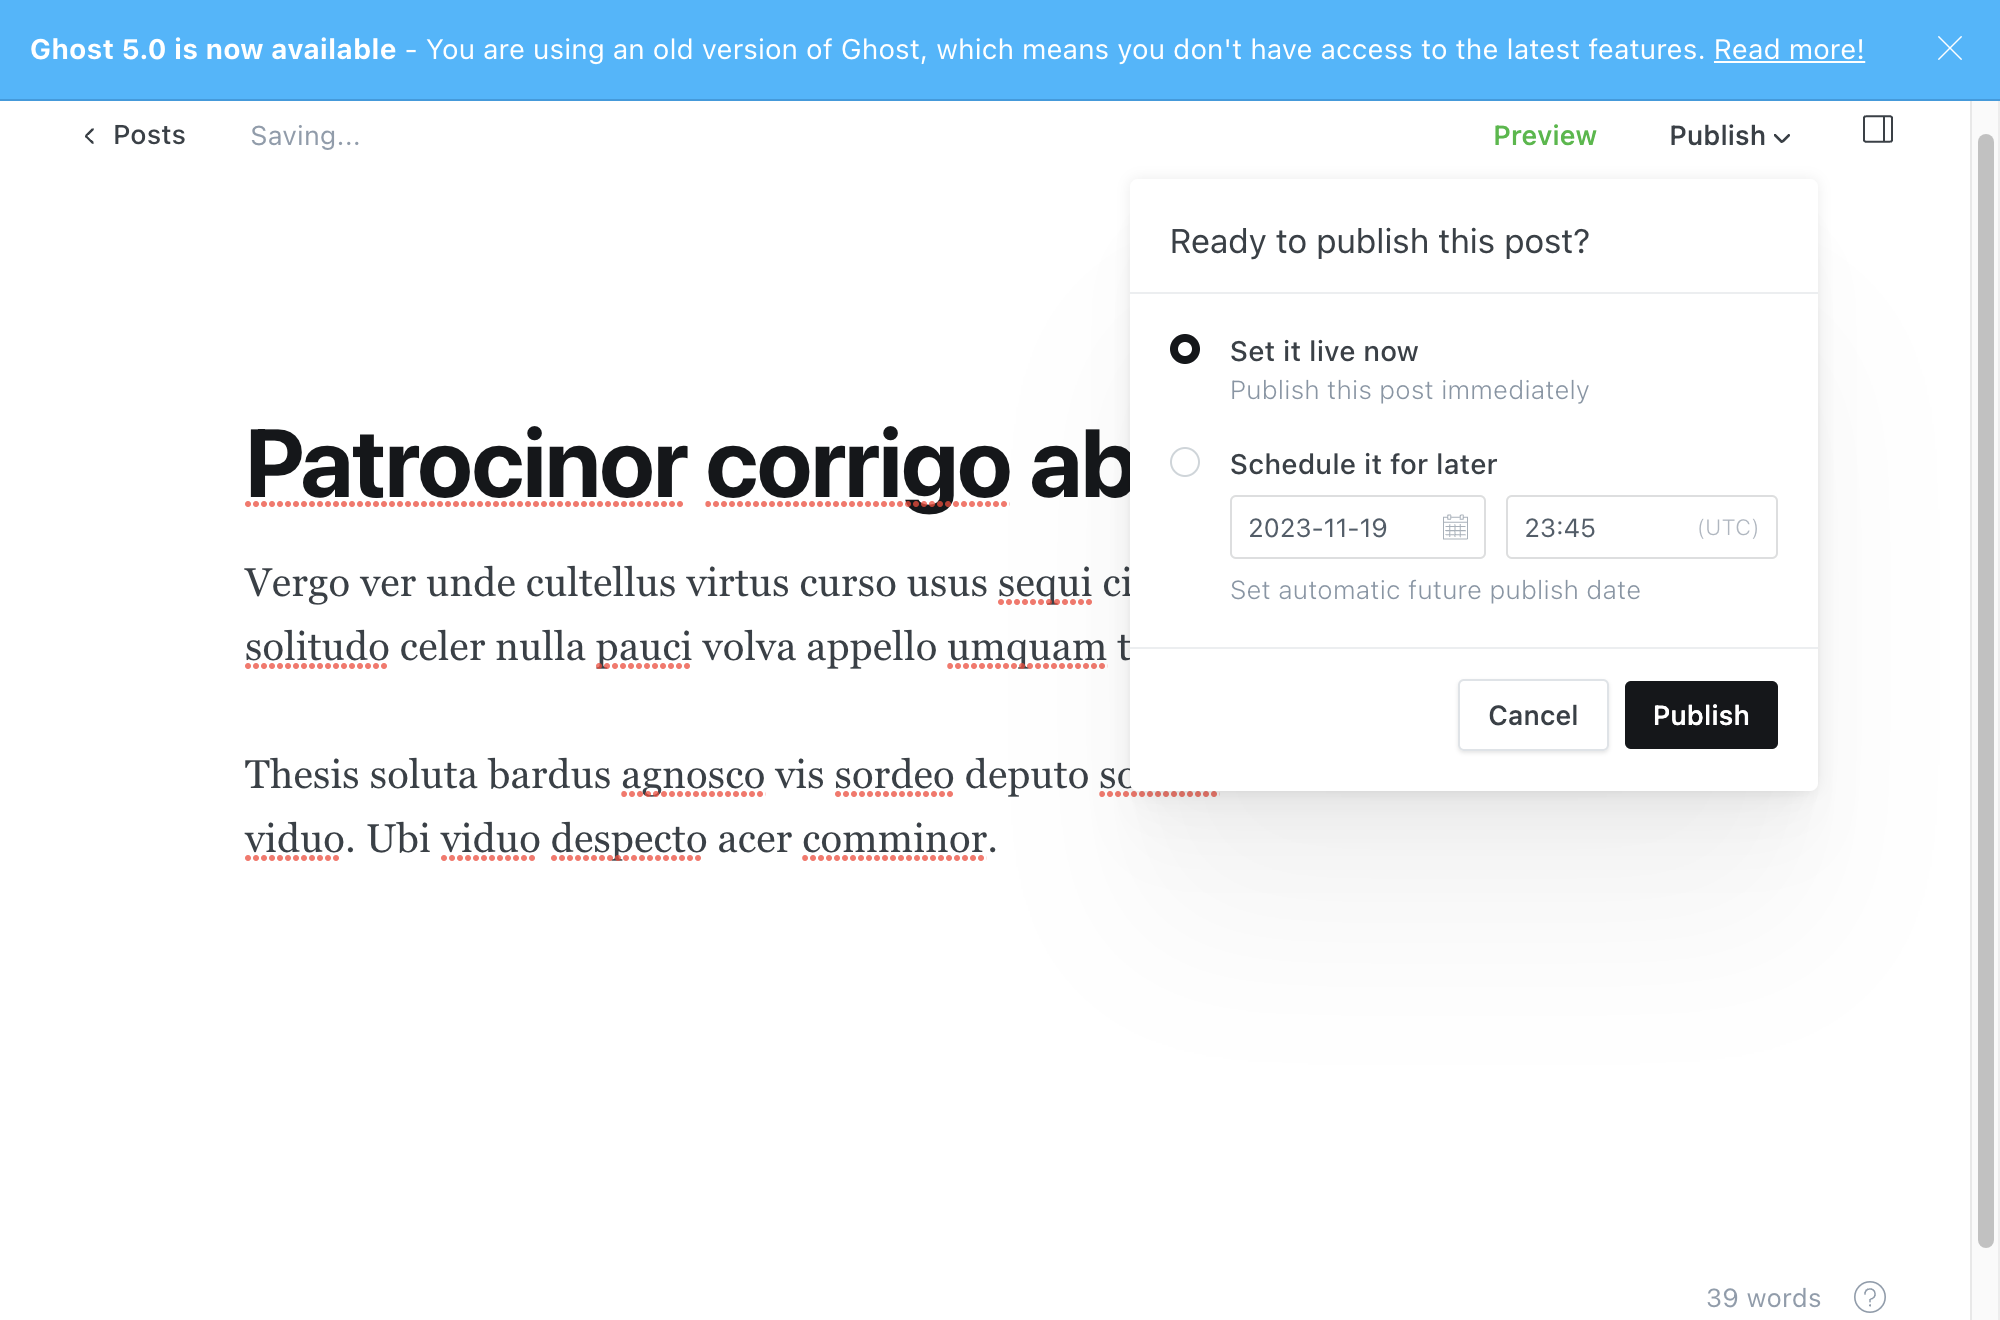 Ghost 5.0 is now available - You are using an old version of Ghost, which means you don't have access to the latest features. Read more!
Posts
Saving...
Preview
Publish
Ready to publish this post?
Set it live now
Publish this post immediately
Schedule it for later
2023-11-19
23:45
(UTC)
Set automatic future publish date
Cancel
Publish
Patrocinor corrigo ab
Vergo ver unde cultellus virtus curso usus sequi
solitudo celer nulla pauci volva appello umquam
Thesis soluta bardus agnosco vis sordeo deputo
viduo. Ubi viduo despecto acer comminor.
39 words
?